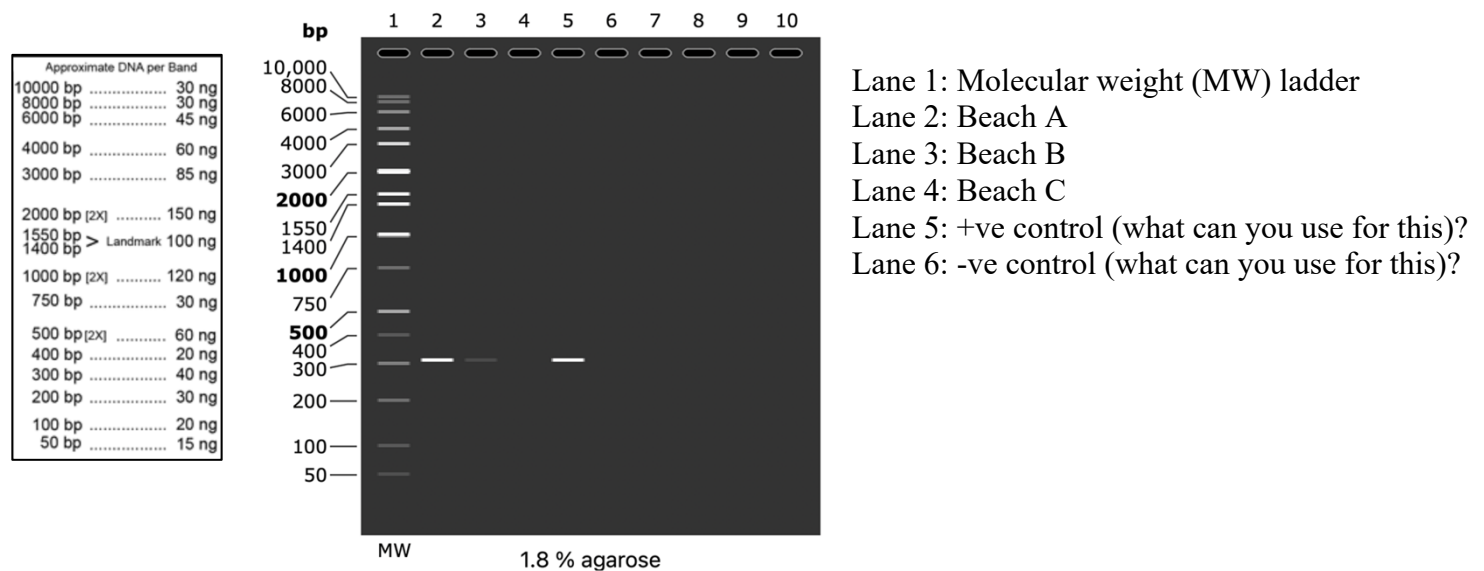 Approximate DNA per Band
10000 bp ................ 30 ng
8000 bp ................ 30 ng
6000 bp ................ 45 ng
4000 bp ................ 60 ng
3000 bp ................ 85 ng
2000 bp [2X] .......... 150 ng
1550 bp
1400 bp > Landmark 100 ng
1000 bp [2X] ........... 120 ng
750 bp ................ 30 ng
500 bp [2X] ........... 60 ng
400 bp ................ 20 ng
300 bp ................ 40 ng
200 bp ................ 30 ng
100 bp ................ 20 ng
50 bp ................ 15 ng
bp
1 2 3 4 5 6 7 8 9 10
10,000
8000
6000
4000
3000
2000
1550
1400
1000
750
500
400
300
200
100
50
MW
1.8 % agarose
Lane 1: Molecular weight (MW) ladder
Lane 2: Beach A
Lane 3: Beach B
Lane 4: Beach C
Lane 5: +ve control (what can you use for this)?
Lane 6: -ve control (what can you use for this)?